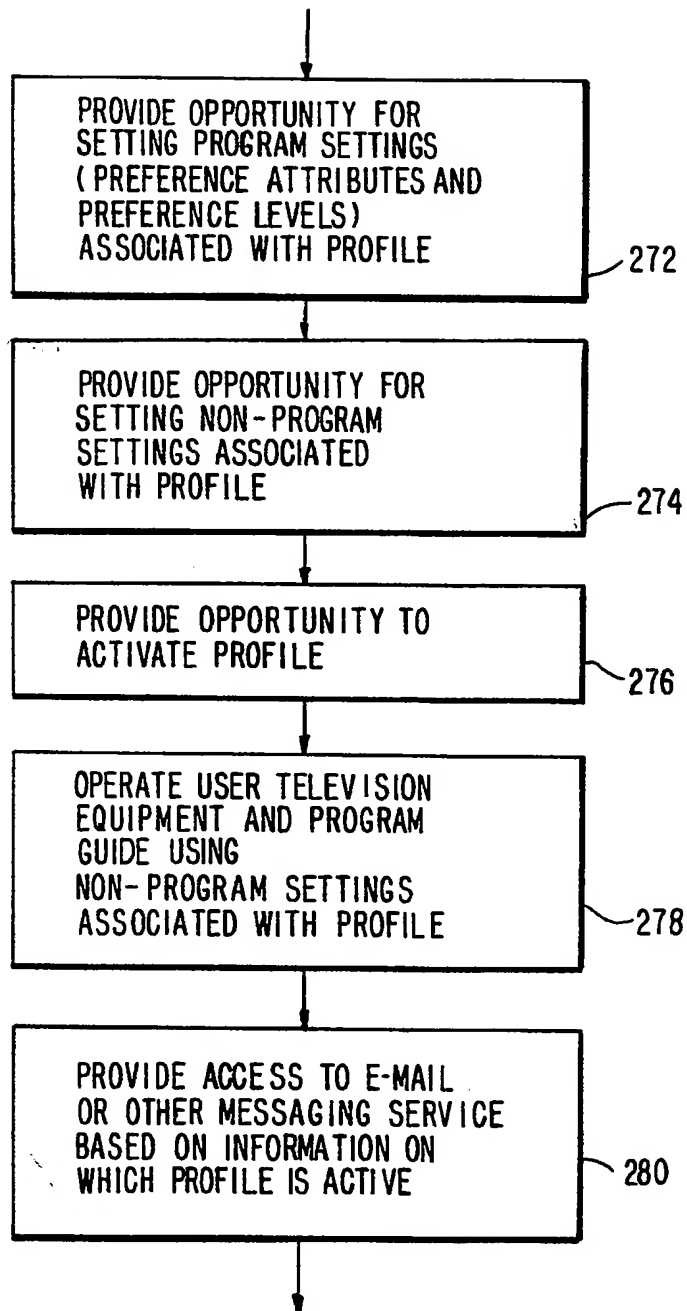 PROVIDE OPPORTUNITY FOR
SETTING PROGRAM SETTINGS
(PREFERENCE ATTRIBUTES AND
PREFERENCE LEVELS)
ASSOCIATED WITH PROFILE
272
PROVIDE OPPORTUNITY FOR
SETTING NON-PROGRAM
SETTINGS ASSOCIATED
WITH PROFILE
274
PROVIDE OPPORTUNITY TO
ACTIVATE PROFILE
276
OPERATE USER TELEVISION
EQUIPMENT AND PROGRAM
GUIDE USING
NON-PROGRAM SETTINGS
ASSOCIATED WITH PROFILE
278
PROVIDE ACCESS TO E-MAIL
OR OTHER MESSAGING SERVICE
BASED ON INFORMATION ON
WHICH PROFILE IS ACTIVE
280